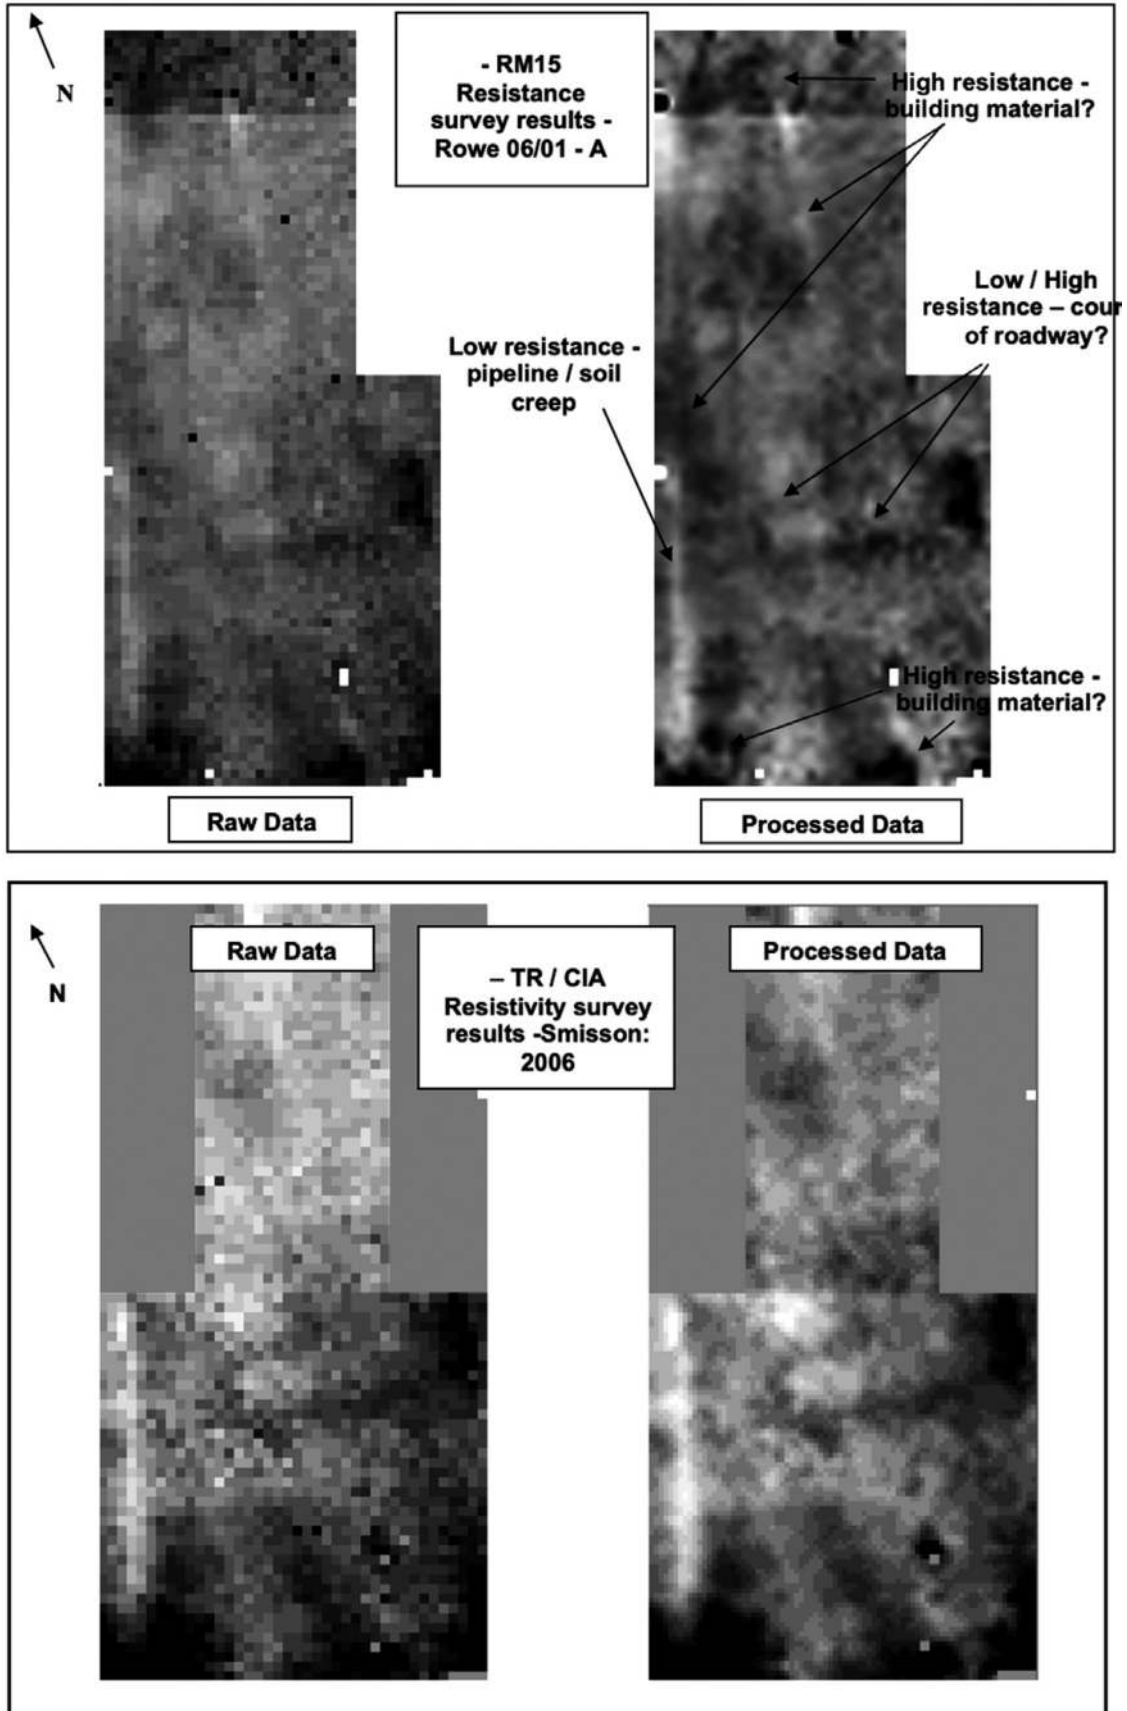 N
- RM15
Resistance
survey results -
Rowe 06/01 - A
High resistance -
building material?
Low / High
resistance – cour
of roadway?
Low resistance -
pipeline / soil
creep
High resistance -
building material?
Raw Data
Processed Data
N
Raw Data
– TR / CIA
Resistivity survey
results -Smisson:
2006
Processed Data